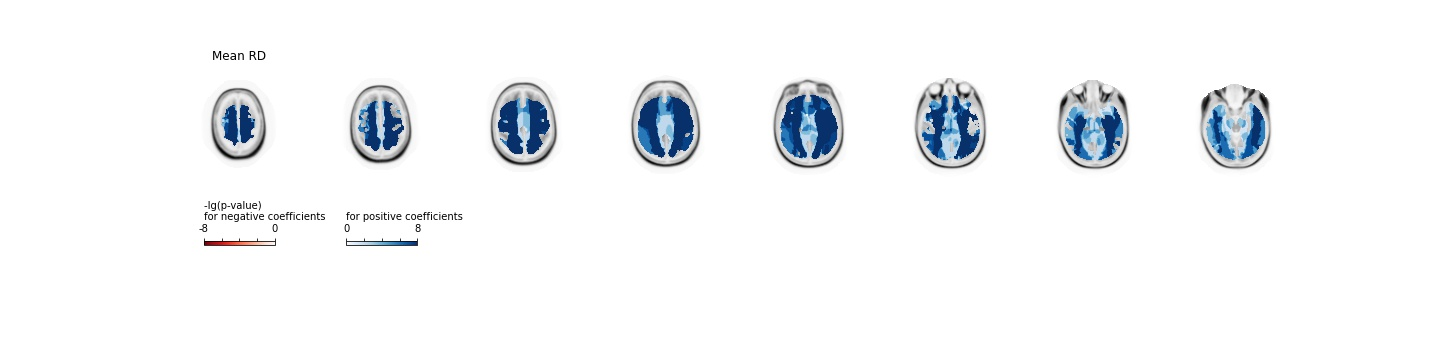 Mean RD
-lg(p-value)
for negative coefficients
for positive coefficients
-8 0
0 8